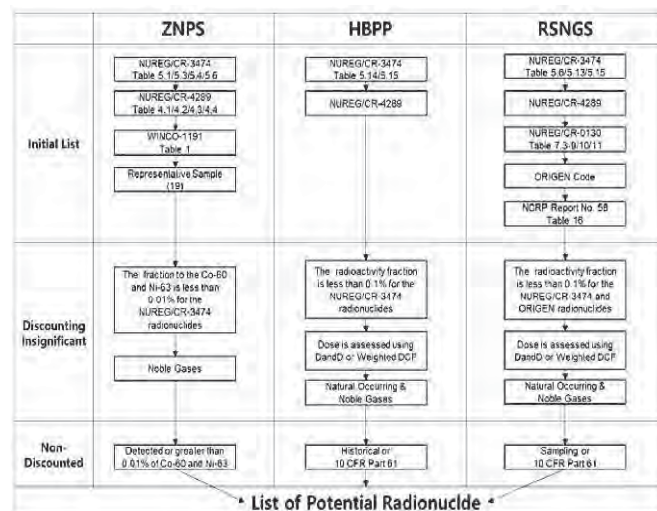 ZNPS
HBPP
RSNGS
Initial List
NUREG/CR-3474
Table 5.1/5.3/5.4/5.6
NUREG/CR-4289
Table 4.1/4.2/4.3/4.4
WINCO-1191
Table 1
Representative Sample
(19)
NUREG/CR-3474
Table 5.14/5.15
NUREG/CR-4289
NUREG/CR-3474
Table 5.6/5.13/5.15
NUREG/CR-4289
NUREG/CR-0130
Table 7.3-9/10/11
ORIGEN Code
NCRP Report No. 58
Table 16
Discounting
Insignificant
The fraction to the Co-60
and Ni-63 is less than
0.01% for the
NUREG/CR-3474
radionuclides
Noble Gases
The radioactivity fraction
is less than 0.1% for the
NUREG/CR-3474
radionuclides
Dose is assessed using
DandD or Weighted DCF
Natural Occurring &
Noble Gases
The radioactivity fraction
is less than 0.1% for the
NUREG/CR-3474 and
ORIGEN radionuclides
Dose is assessed using
DandD or Weighted DCF
Natural Occurring &
Noble Gases
Non-
Discounted
Detected or greater than
0.01% of Co-60 and Ni-63
Historical or
10 CFR Part 61
Sampling or
10 CFR Part 61
List of Potential Radionuclde